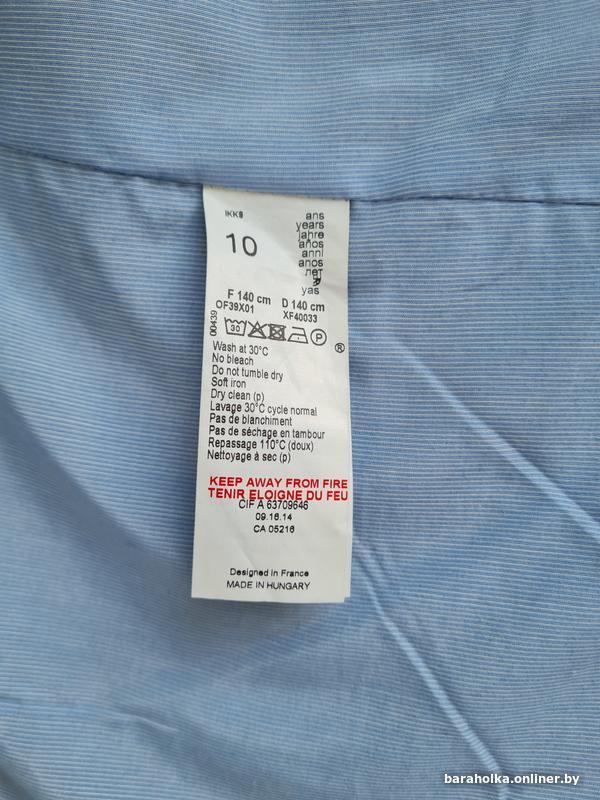 IKKS
10
ans
years
jahre
años
anni
anos
лет
yas
F 140 cm D 140 cm
OF39X01 XF40033
00439
30
P
®
Wash at 30°C
No bleach
Do not tumble dry
Soft iron
Dry clean (p)
Lavage 30°C cycle normal
Pas de blanchiment
Pas de séchage en tambour
Repassage 110°C (doux)
Nettoyage à sec (p)
KEEP AWAY FROM FIRE
TENIR ELOIGNE DU FEU
CIF A 63709646
09.16.14
CA 05216
Designed in France
MADE IN HUNGARY
baraholka.onliner.by